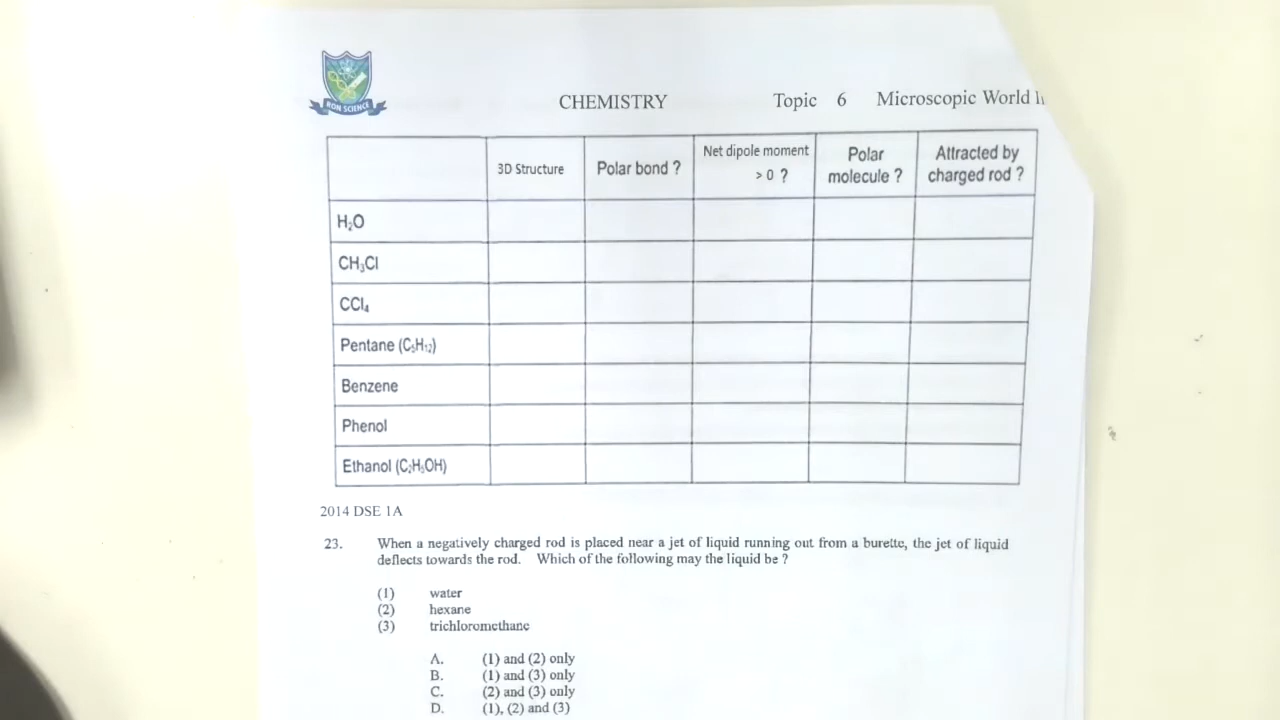 RON SCIENCE
CHEMISTRY Topic 6 Microscopic World
3D Structure Polar bond ? Net dipole moment > 0 ? Polar molecule ? Attracted by charged rod ?
H₂O
CH₃Cl
CCl₄
Pentane (C₅H₁₂)
Benzene
Phenol
Ethanol (C₂H₅OH)
2014 DSE 1A
23. When a negatively charged rod is placed near a jet of liquid running out from a burette, the jet of liquid
deflects towards the rod. Which of the following may the liquid be ?
(1) water
(2) hexane
(3) trichloromethane
A. (1) and (2) only
B. (1) and (3) only
C. (2) and (3) only
D. (1), (2) and (3)